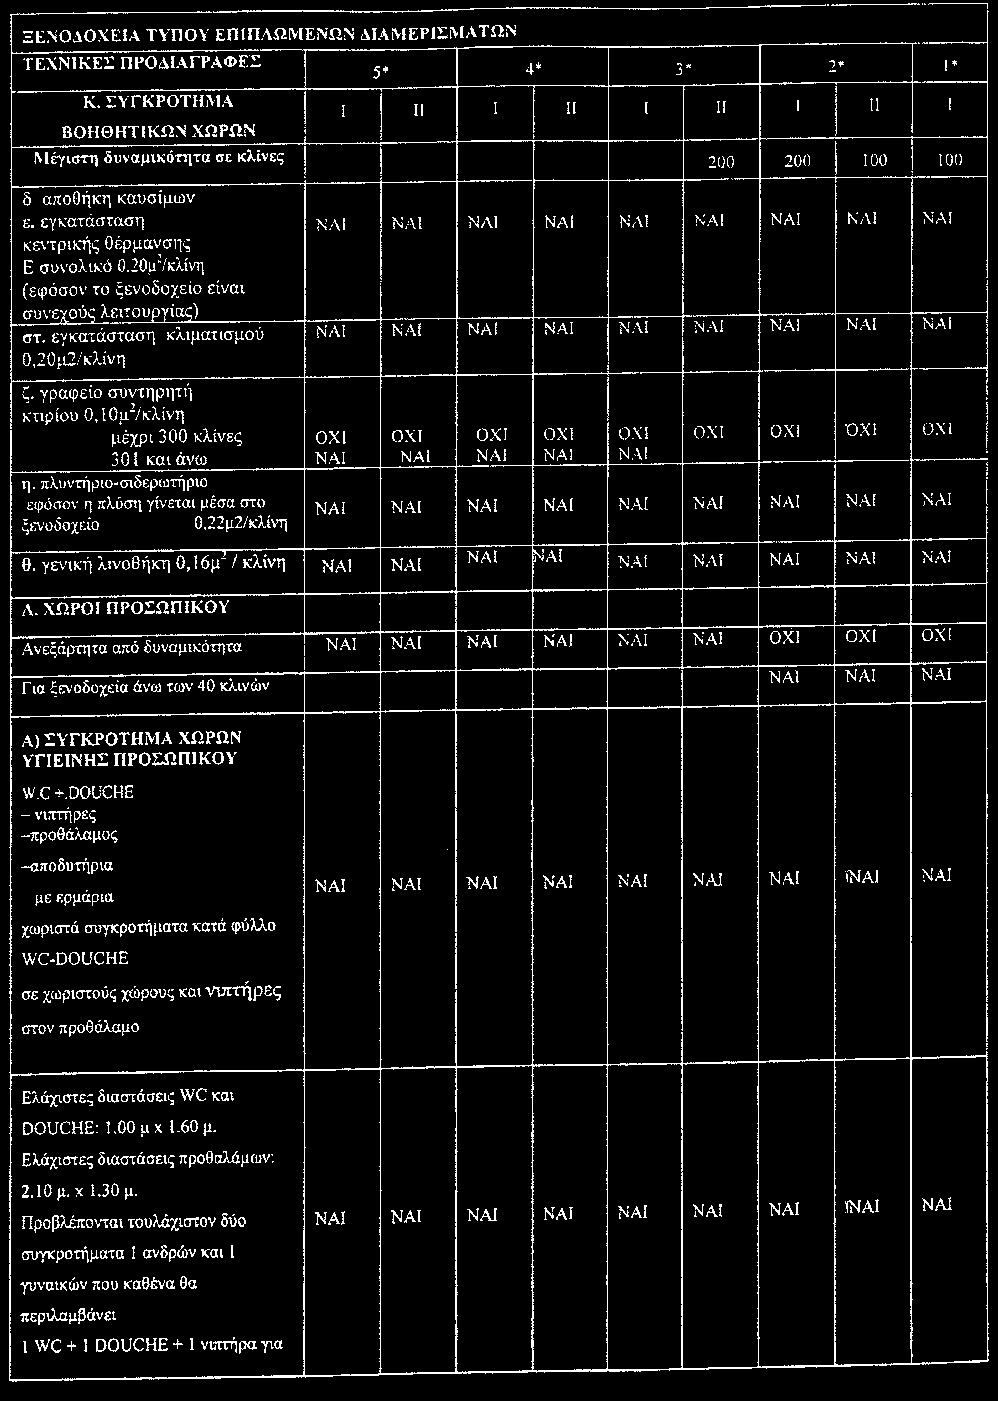 ΞΕΝΟΔΟΧΕΙΑ ΤΥΠΟΥ ΕΠΙΠΛΩΜΕΝΩΝ ΔΙΑΜΕΡΙΣΜΑΤΩΝ
ΤΕΧΝΙΚΕΣ ΠΡΟΔΙΑΓΡΑΦΕΣ 5* 4* 3* 2* 1*
Κ. ΣΥΓΚΡΟΤΗΜΑ
ΒΟΗΘΗΤΙΚΩΝ ΧΩΡΩΝ I II I II I II I II I
Μέγιστη δυναμικότητα σε κλίνες 200 200 100 100
δ αποθήκη καυσίμων
ε. εγκατάσταση ΝΑΙ ΝΑΙ ΝΑΙ ΝΑΙ ΝΑΙ ΝΑΙ ΝΑΙ ΝΑΙ ΝΑΙ
κεντρικής θέρμανσης
Ε συνολικό 0.20μ²/κλίνη
(εφόσον το ξενοδοχείο είναι
συνεχούς λειτουργίας)
στ. εγκατάσταση κλιματισμού ΝΑΙ ΝΑΙ ΝΑΙ ΝΑΙ ΝΑΙ ΝΑΙ ΝΑΙ ΝΑΙ ΝΑΙ
0,20μ2/κλίνη
ζ. γραφείο συντηρητή
κτιρίου 0,10μ²/κλίνη
μέχρι 300 κλίνες ΟΧΙ ΟΧΙ ΟΧΙ ΟΧΙ ΟΧΙ ΟΧΙ ΟΧΙ ΟΧΙ ΟΧΙ
301 και άνω ΝΑΙ ΝΑΙ ΝΑΙ ΝΑΙ ΝΑΙ
η. πλυντήριο-σιδερωτήριο
εφόσον η πλύση γίνεται μέσα στο ΝΑΙ ΝΑΙ ΝΑΙ ΝΑΙ ΝΑΙ ΝΑΙ ΝΑΙ ΝΑΙ ΝΑΙ
ξενοδοχείο 0,22μ2/κλίνη
θ. γενική λινοθήκη 0,16μ² / κλίνη ΝΑΙ ΝΑΙ ΝΑΙ ΝΑΙ ΝΑΙ ΝΑΙ ΝΑΙ ΝΑΙ ΝΑΙ
Λ. ΧΩΡΟΙ ΠΡΟΣΩΠΙΚΟΥ
Ανεξάρτητα από δυναμικότητα ΝΑΙ ΝΑΙ ΝΑΙ ΝΑΙ ΝΑΙ ΝΑΙ ΟΧΙ ΟΧΙ ΟΧΙ
Για ξενοδοχεία άνω των 40 κλινών ΝΑΙ ΝΑΙ ΝΑΙ
Α) ΣΥΓΚΡΟΤΗΜΑ ΧΩΡΩΝ
ΥΓΙΕΙΝΗΣ ΠΡΟΣΩΠΙΚΟΥ
W.C +.DOUCHE
– νιπτήρες
–προθάλαμος
–αποδυτήρια
με ερμάρια ΝΑΙ ΝΑΙ ΝΑΙ ΝΑΙ ΝΑΙ ΝΑΙ ΝΑΙ ΝΑΙ ΝΑΙ
χωριστά συγκροτήματα κατά φύλλο
WC-DOUCHE
σε χωριστούς χώρους και νιπτήρες
στον προθάλαμο
Ελάχιστες διαστάσεις WC και
DOUCHE: 1.00 μ x 1.60 μ.
Ελάχιστες διαστάσεις προθαλάμων:
2.10 μ. x 1.30 μ.
Προβλέπονται τουλάχιστον δύο ΝΑΙ ΝΑΙ ΝΑΙ ΝΑΙ ΝΑΙ ΝΑΙ ΝΑΙ ΝΑΙ ΝΑΙ
συγκροτήματα 1 ανδρών και 1
γυναικών που καθένα θα
περιλαμβάνει
1 WC + 1 DOUCHE + 1 νιπτήρα για